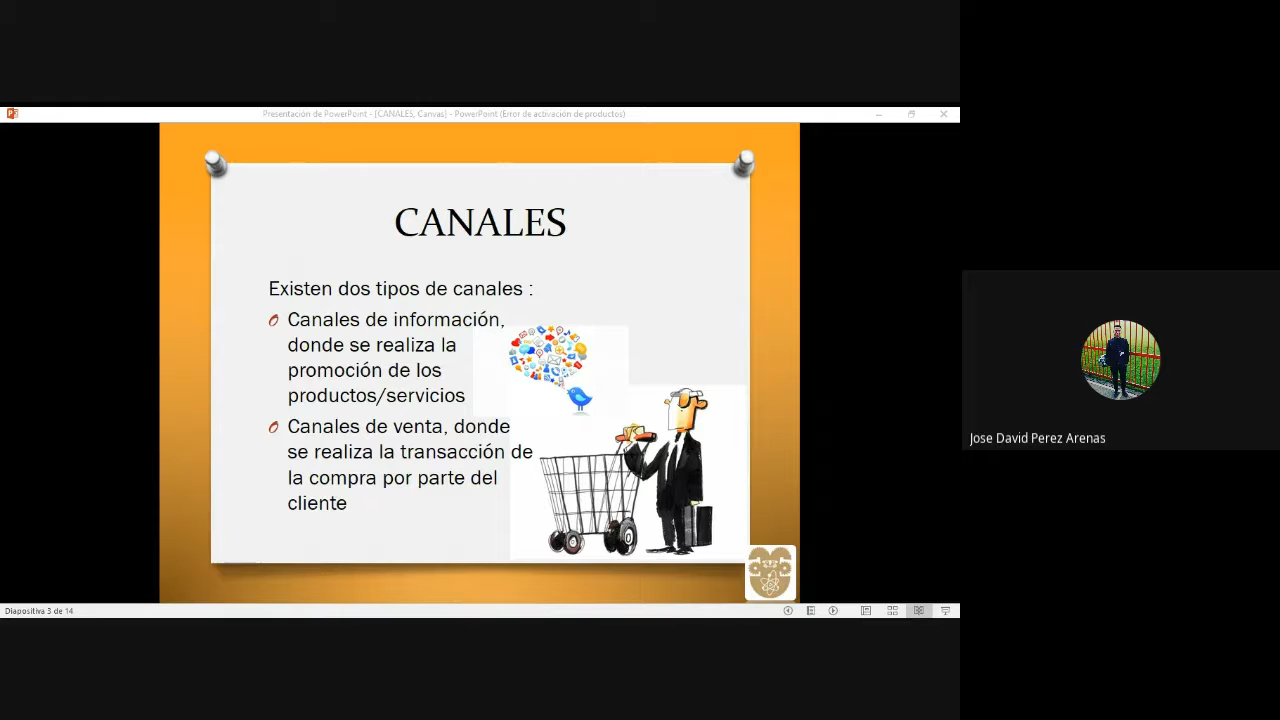 Presentación de PowerPoint - [CANALES, Canvas] - PowerPoint (Error de activación de productos)
CANALES
Existen dos tipos de canales :
Canales de información,
donde se realiza la
promoción de los
productos/servicios
Canales de venta, donde
se realiza la transacción de
la compra por parte del
cliente
Jose David Perez Arenas
Diapositiva 3 de 14